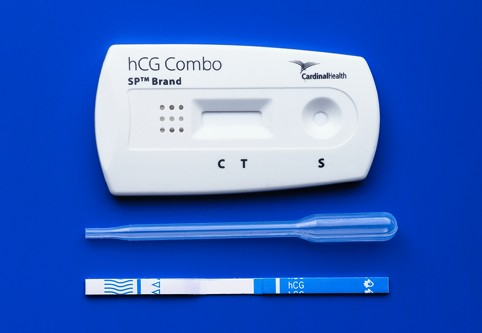 hCG Combo
SP™ Brand
CardinalHealth
C T S
hCG